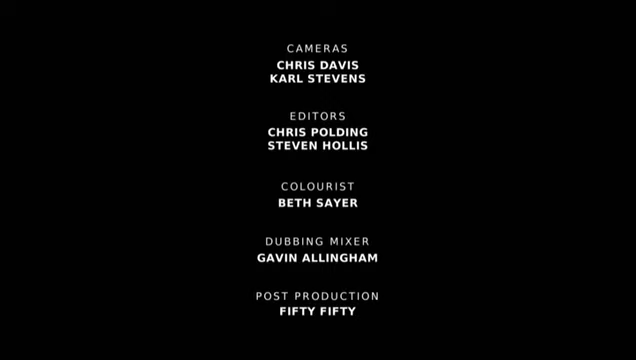 CAMERAS
CHRIS DAVIS
KARL STEVENS
EDITORS
CHRIS POLDING
STEVEN HOLLIS
COLOURIST
BETH SAYER
DUBBING MIXER
GAVIN ALLINGHAM
POST PRODUCTION
FIFTY FIFTY